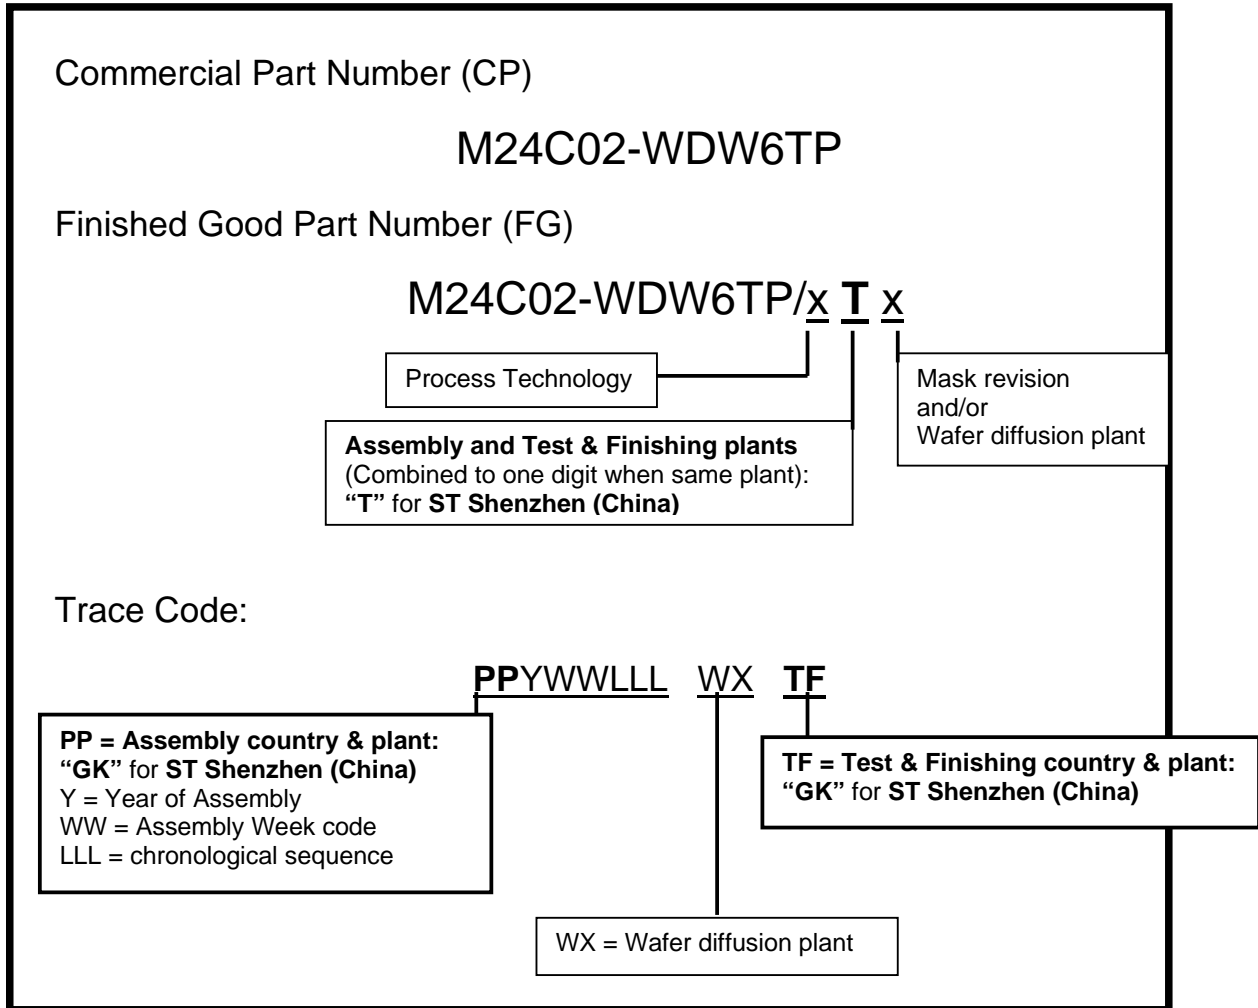 Commercial Part Number (CP)
M24C02-WDW6TP
Finished Good Part Number (FG)
M24C02-WDW6TP/x T x
Process Technology
Mask revision
and/or
Wafer diffusion plant
Assembly and Test & Finishing plants
(Combined to one digit when same plant):
“T” for ST Shenzhen (China)
Trace Code:
PPYWWLLL WX TF
PP = Assembly country & plant:
“GK” for ST Shenzhen (China)
Y = Year of Assembly
WW = Assembly Week code
LLL = chronological sequence
TF = Test & Finishing country & plant:
“GK” for ST Shenzhen (China)
WX = Wafer diffusion plant